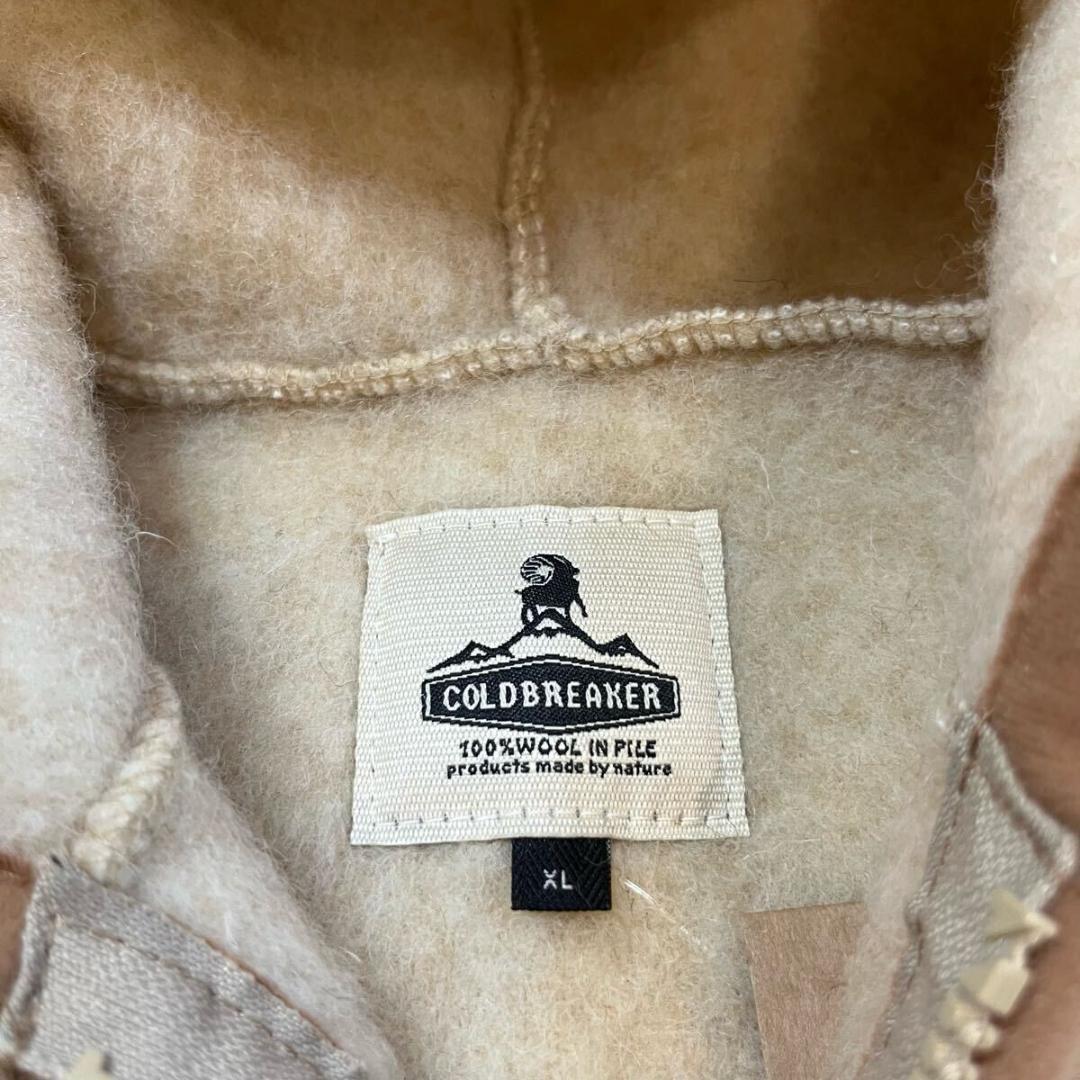 COLDBREAKER
100%WOOL IN PILE
products made by nature
XL